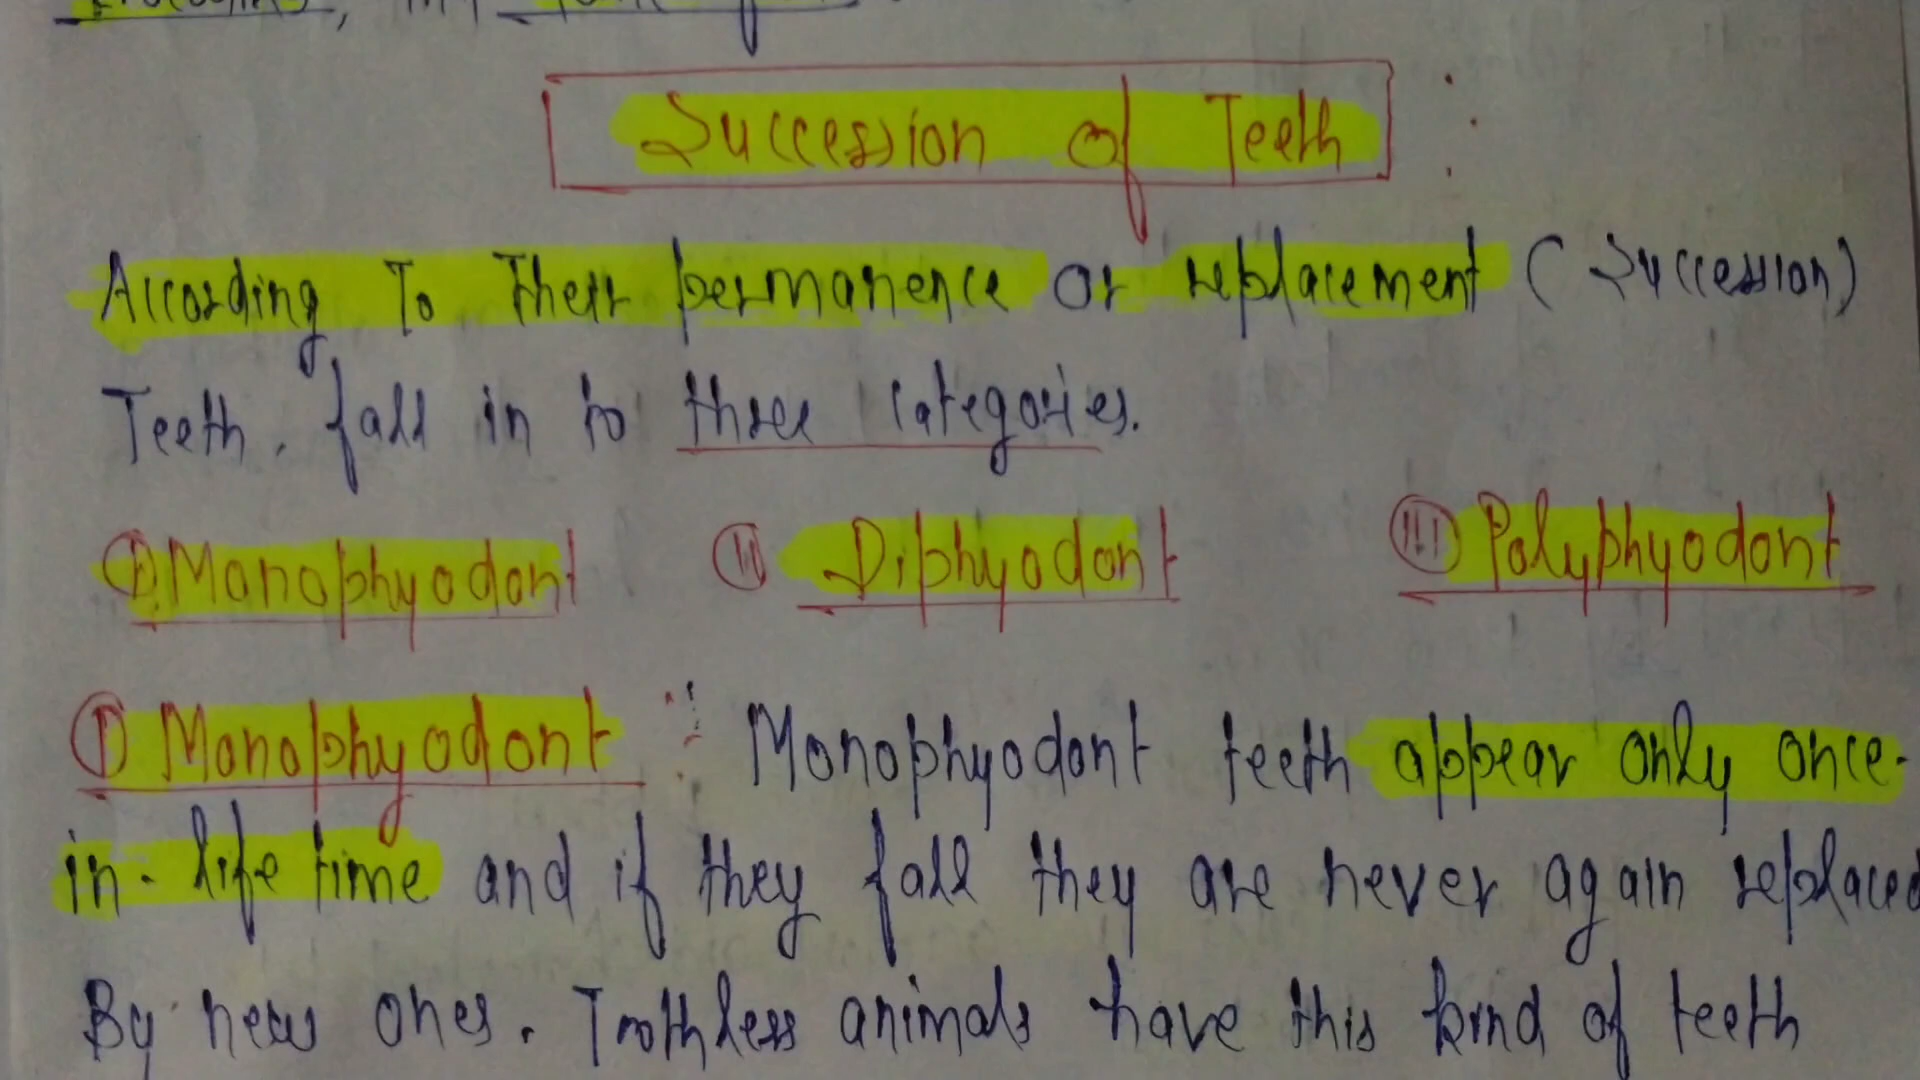 Succession of Teeth :
According To Their permanence or replacement ( Succession)
Teeth. fall in to three categories.
(I) Monophyodont (II) Diphyodont (III) Polyphyodont
(I) Monophyodont :- Monophyodont teeth appear only once-
in- life time and if they fall they are never again replaced
By new ones. Toothless animals have this kind of teeth